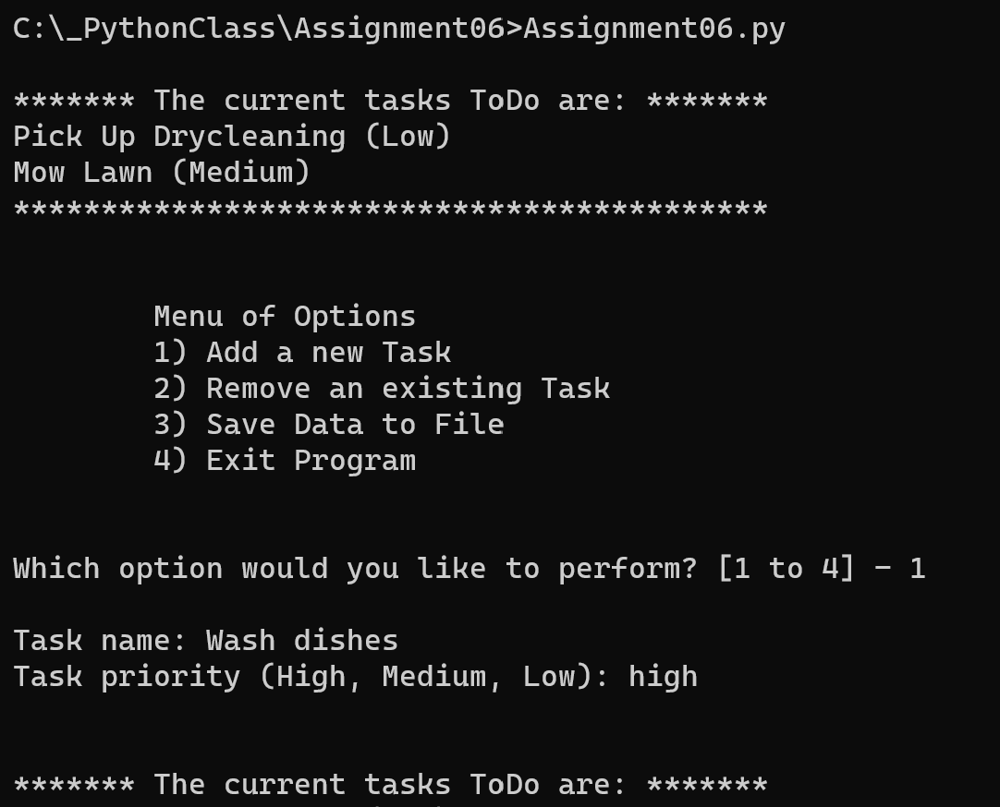 C:\_PythonClass\Assignment06>Assignment06.py
******* The current tasks ToDo are: *******
Pick Up Drycleaning (Low)
Mow Lawn (Medium)
*******************************************
Menu of Options
1) Add a new Task
2) Remove an existing Task
3) Save Data to File
4) Exit Program
Which option would you like to perform? [1 to 4] - 1
Task name: Wash dishes
Task priority (High, Medium, Low): high
******* The current tasks ToDo are: *******